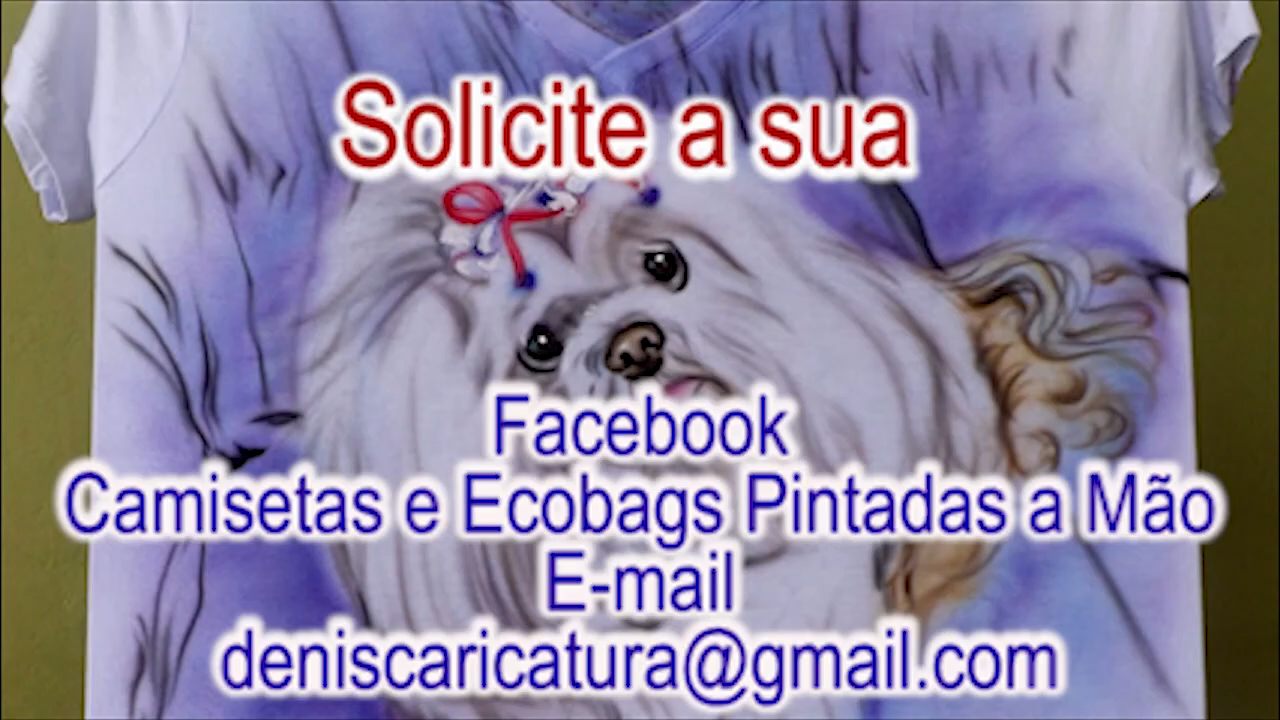 Solicite a sua
Facebook
Camisetas e Ecobags Pintadas a Mão
E-mail
deniscaricatura@gmail.com